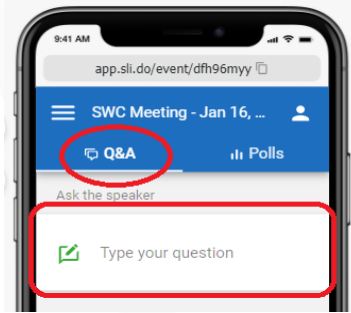 9:41 AM
app.sli.do/event/dfh96myy
SWC Meeting - Jan 16, ...
Q&A
Polls
Ask the speaker
Type your question